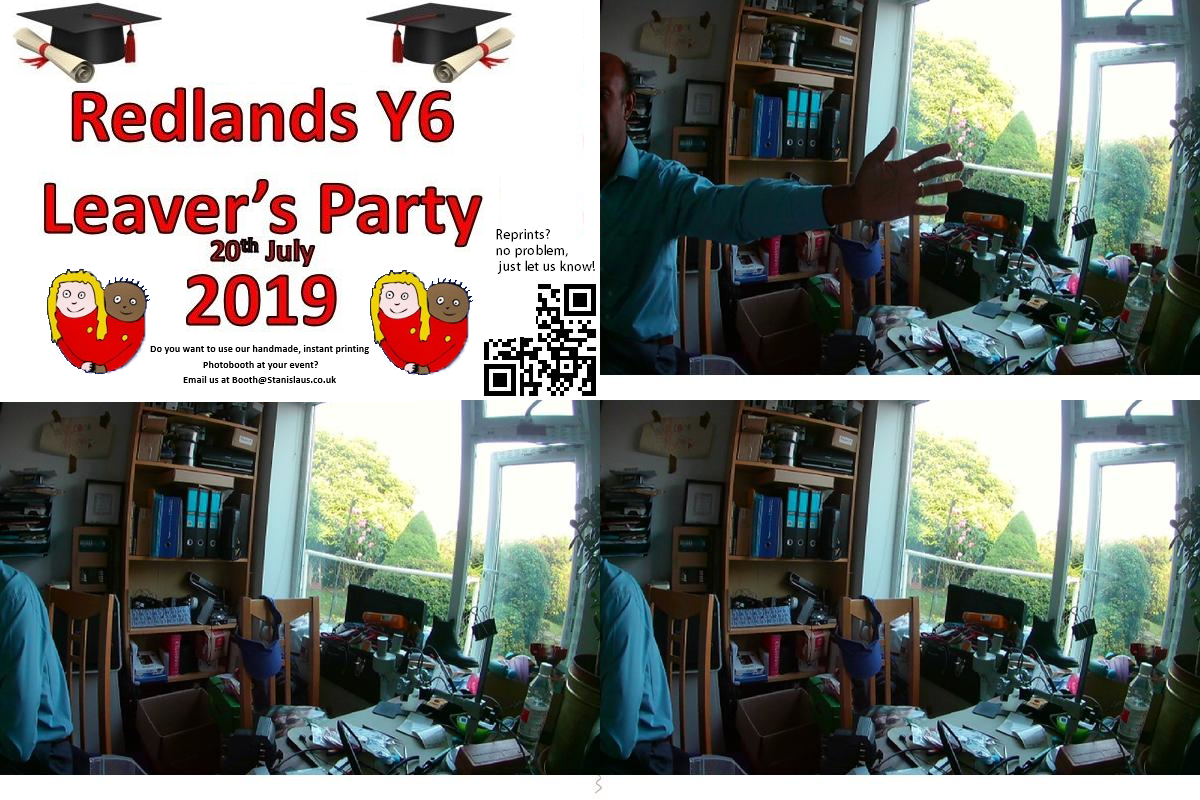 Redlands Y6
Leaver's Party
20th July
2019
Reprints?
no problem,
just let us know!
Do you want to use our handmade, instant printing
Photobooth at your event?
Email us at Booth@Stanislaus.co.uk